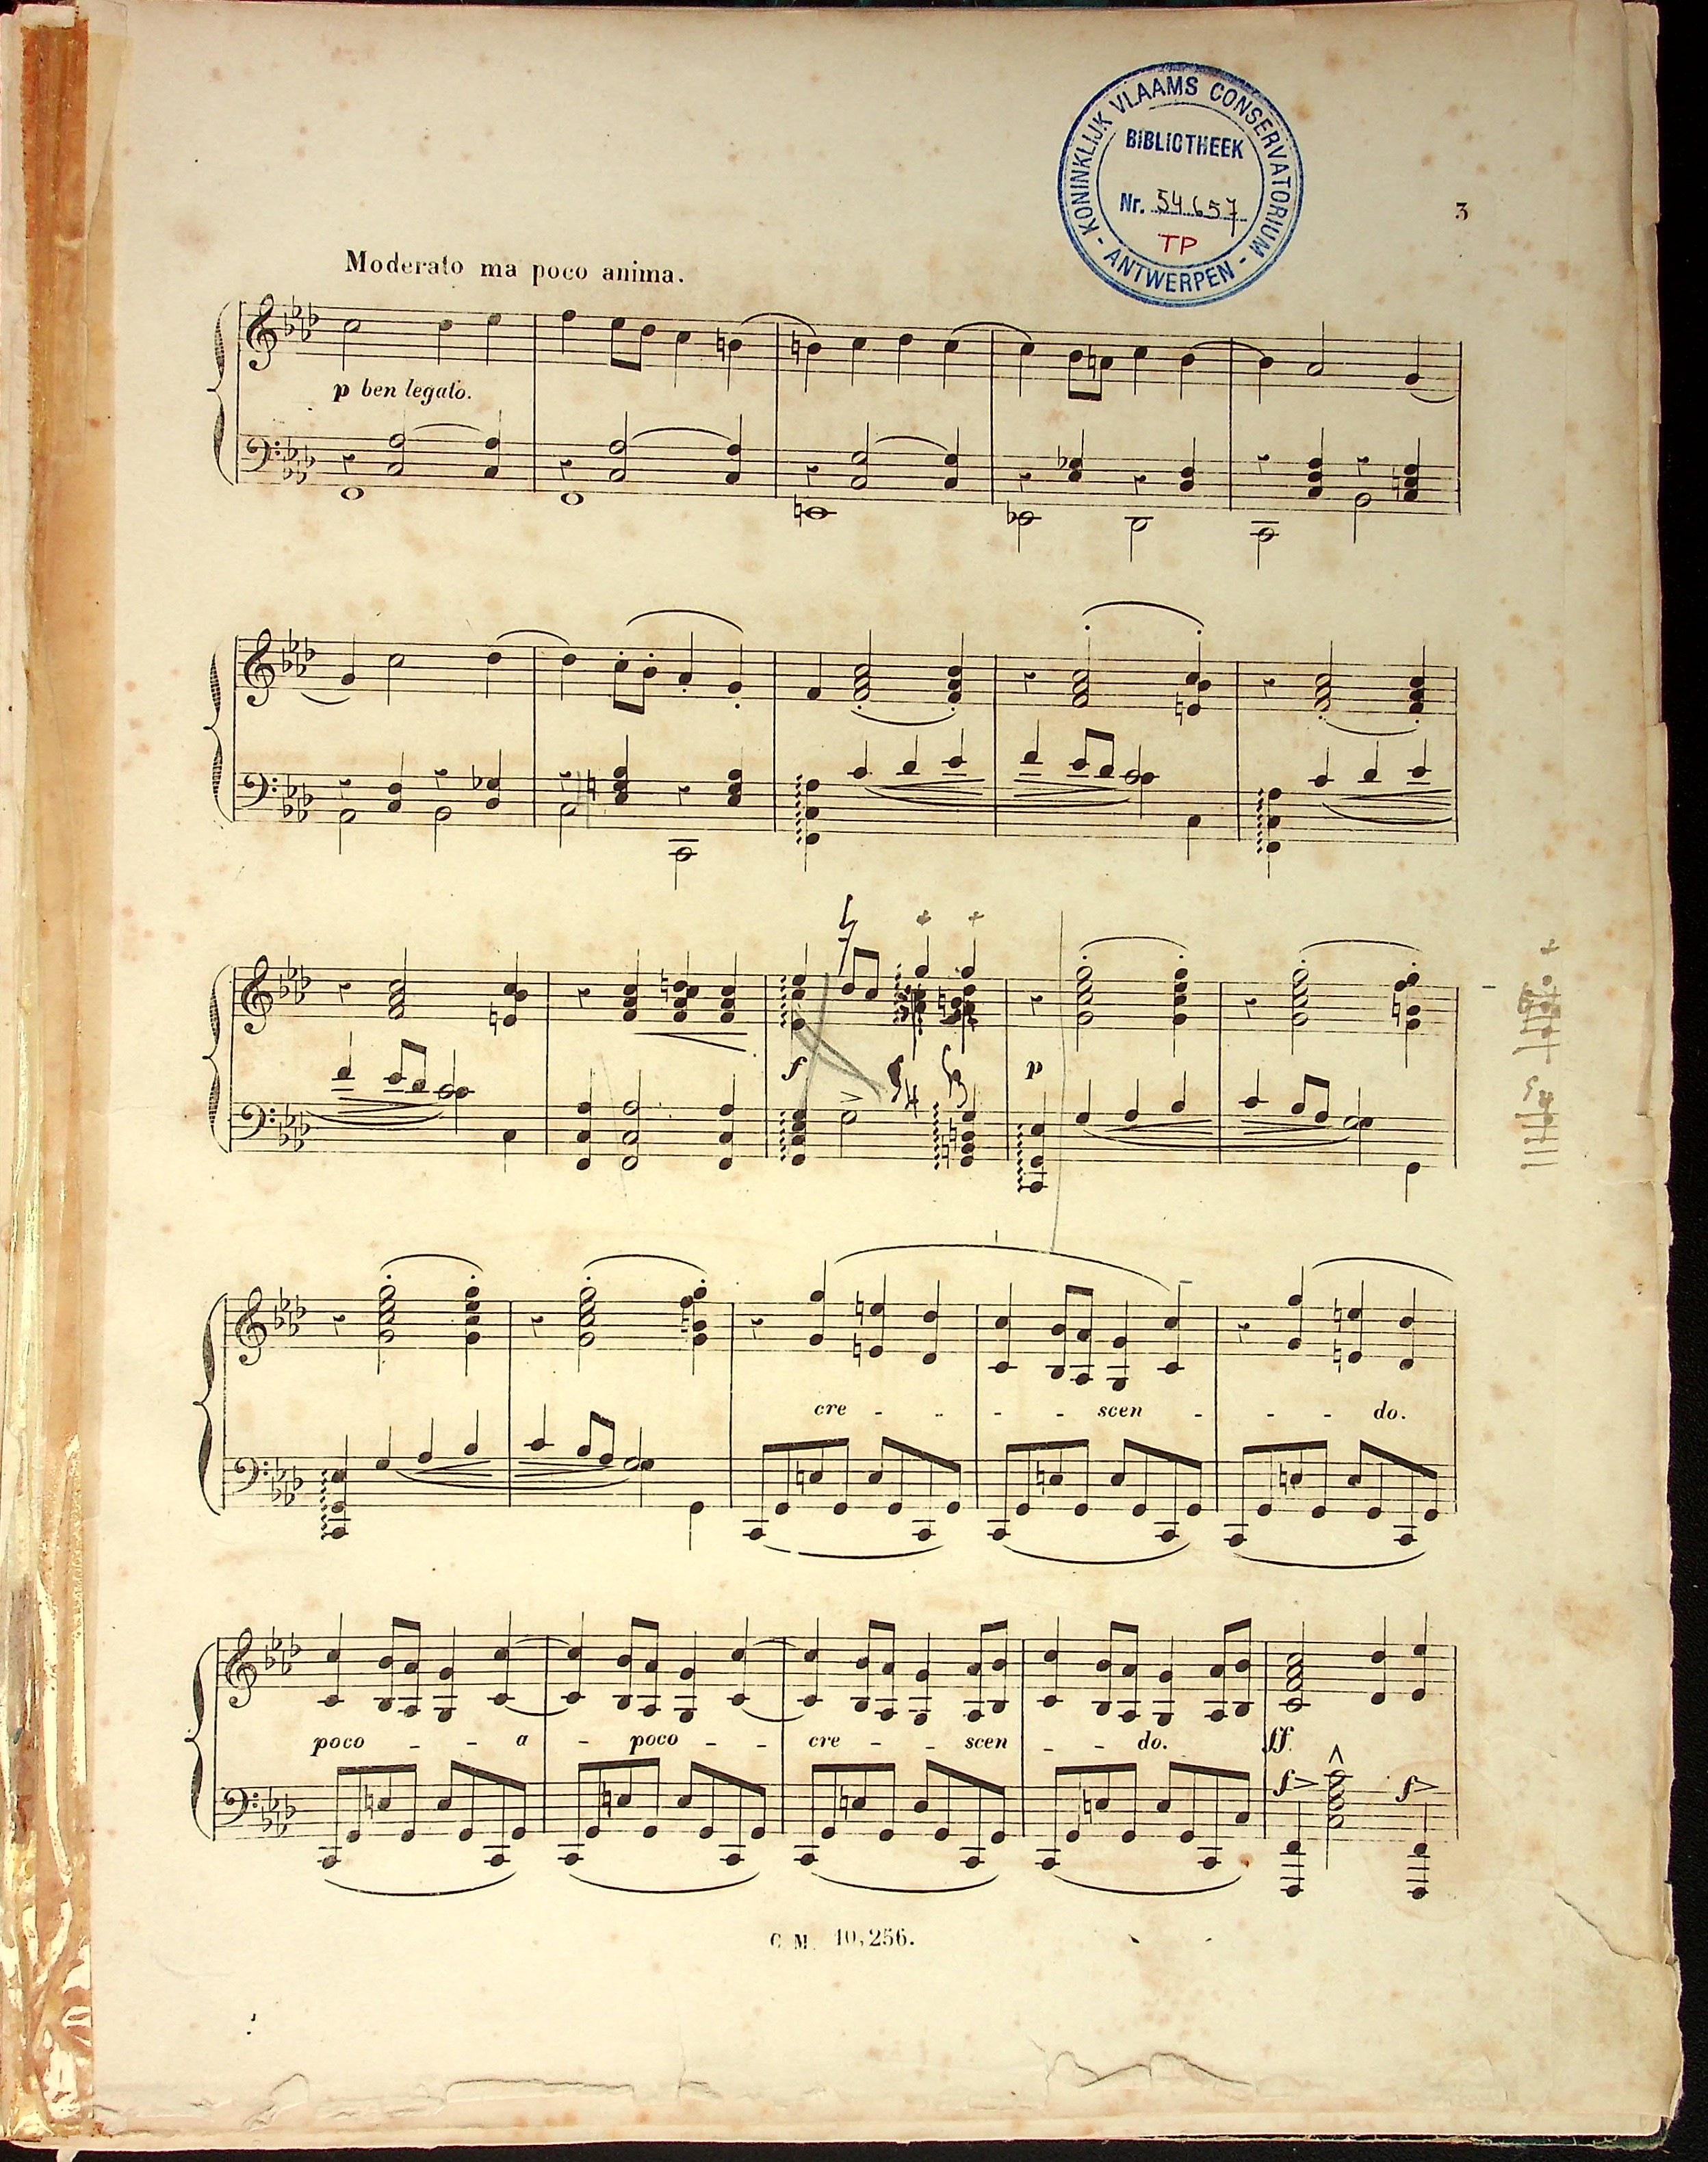 KONINKLIJK VLAAMS CONSERVATORIUM
- ANTWERPEN -
BIBLIOTHEEK
Nr. 54657
TP
3
Moderato ma poco anima.
p ben legato.
f p
cre - - - - scen - - - do.
poco - - a - poco - - cre - - scen - - do. ff
f f
C M. 10,256.